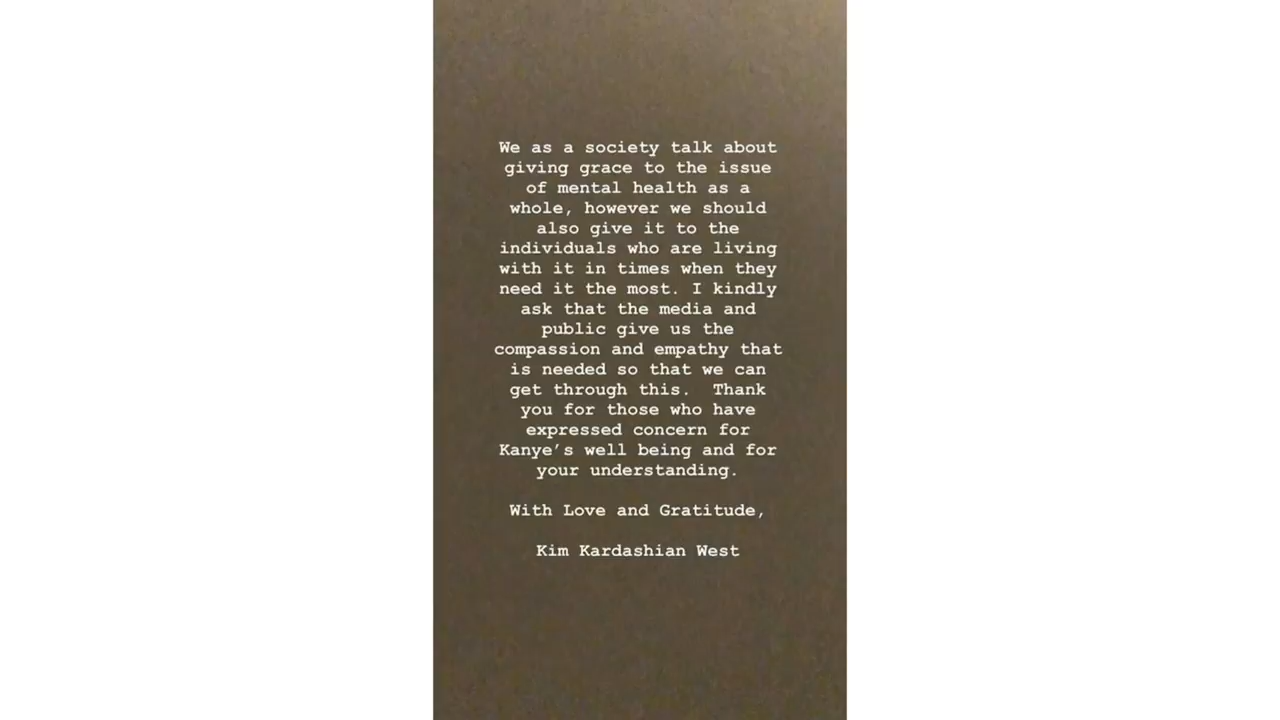 We as a society talk about
giving grace to the issue
of mental health as a
whole, however we should
also give it to the
individuals who are living
with it in times when they
need it the most. I kindly
ask that the media and
public give us the
compassion and empathy that
is needed so that we can
get through this.  Thank
you for those who have
expressed concern for
Kanye’s well being and for
your understanding.
With Love and Gratitude,
Kim Kardashian West